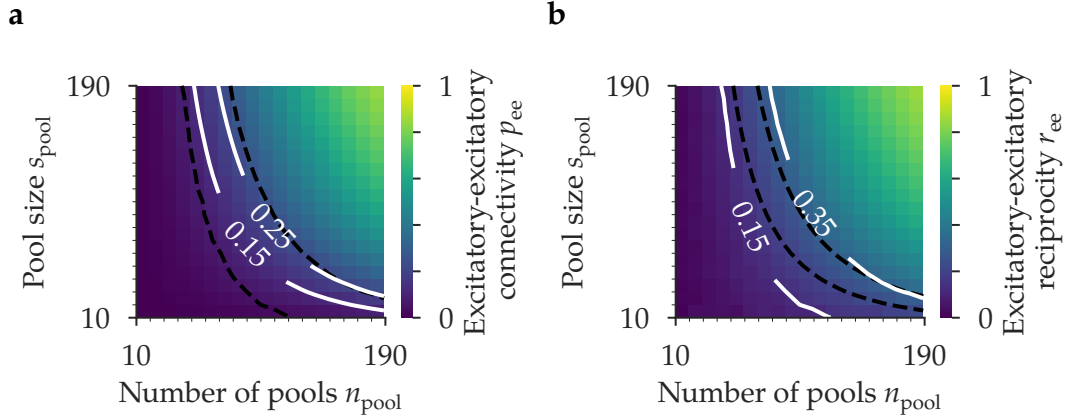 a
Pool size s_pool
190
10
10
190
Number of pools n_pool
0.25
0.15
1
0
Excitatory-excitatory
connectivity p_ee
b
Pool size s_pool
190
10
10
190
Number of pools n_pool
0.35
0.15
1
0
Excitatory-excitatory
reciprocity r_ee